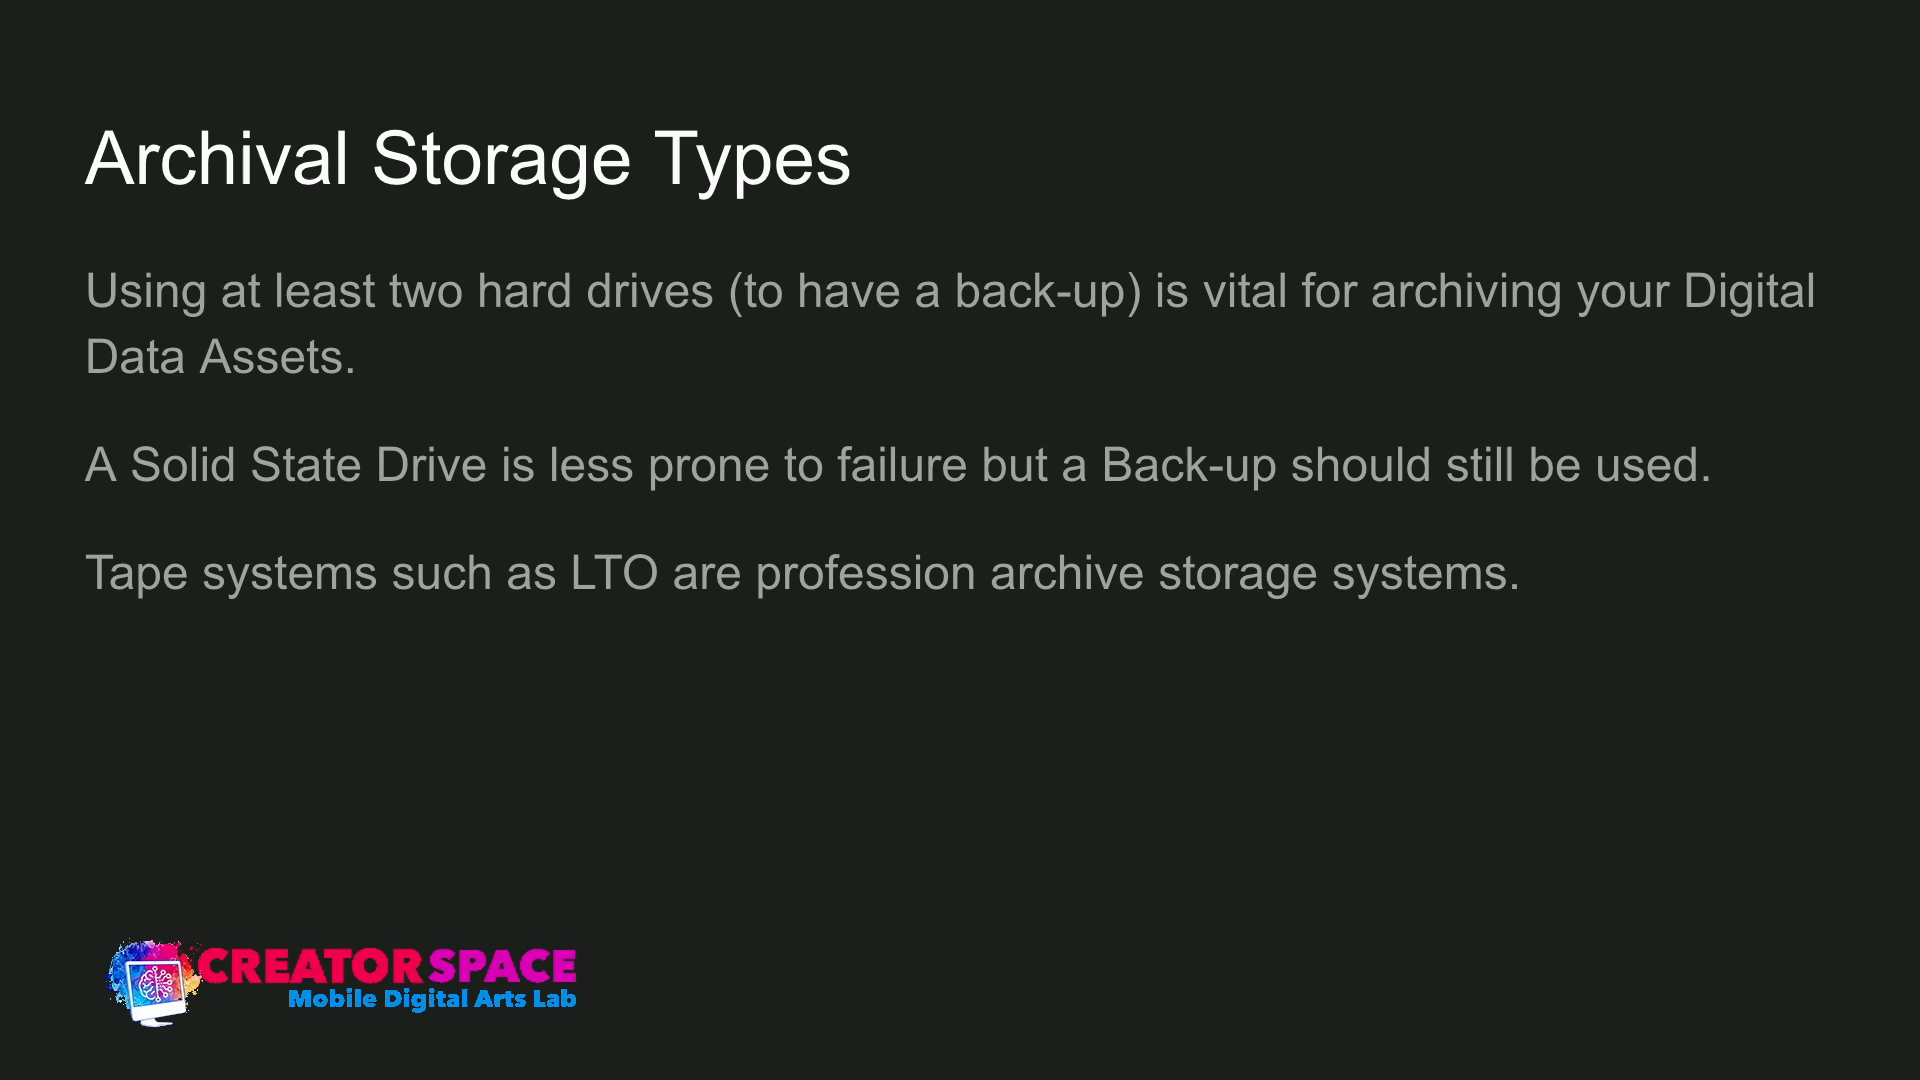 Archival Storage Types
Using at least two hard drives (to have a back-up) is vital for archiving your Digital
Data Assets.
A Solid State Drive is less prone to failure but a Back-up should still be used.
Tape systems such as LTO are profession archive storage systems.
CREATORSPACE
Mobile Digital Arts Lab